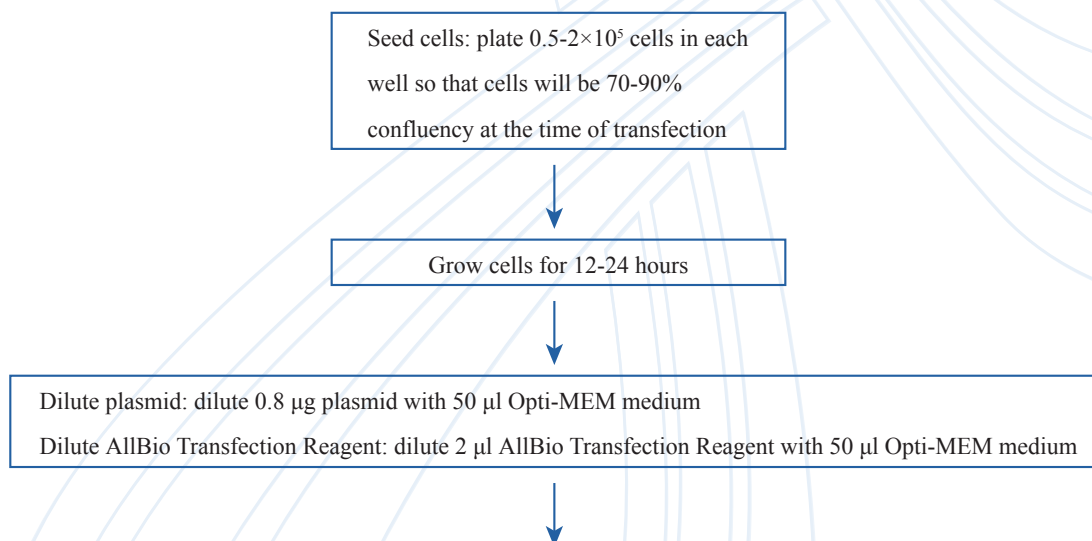 Seed cells: plate 0.5-2×10⁵ cells in each
well so that cells will be 70-90%
confluency at the time of transfection
Grow cells for 12-24 hours
Dilute plasmid: dilute 0.8 μg plasmid with 50 μl Opti-MEM medium
Dilute AllBio Transfection Reagent: dilute 2 μl AllBio Transfection Reagent with 50 μl Opti-MEM medium